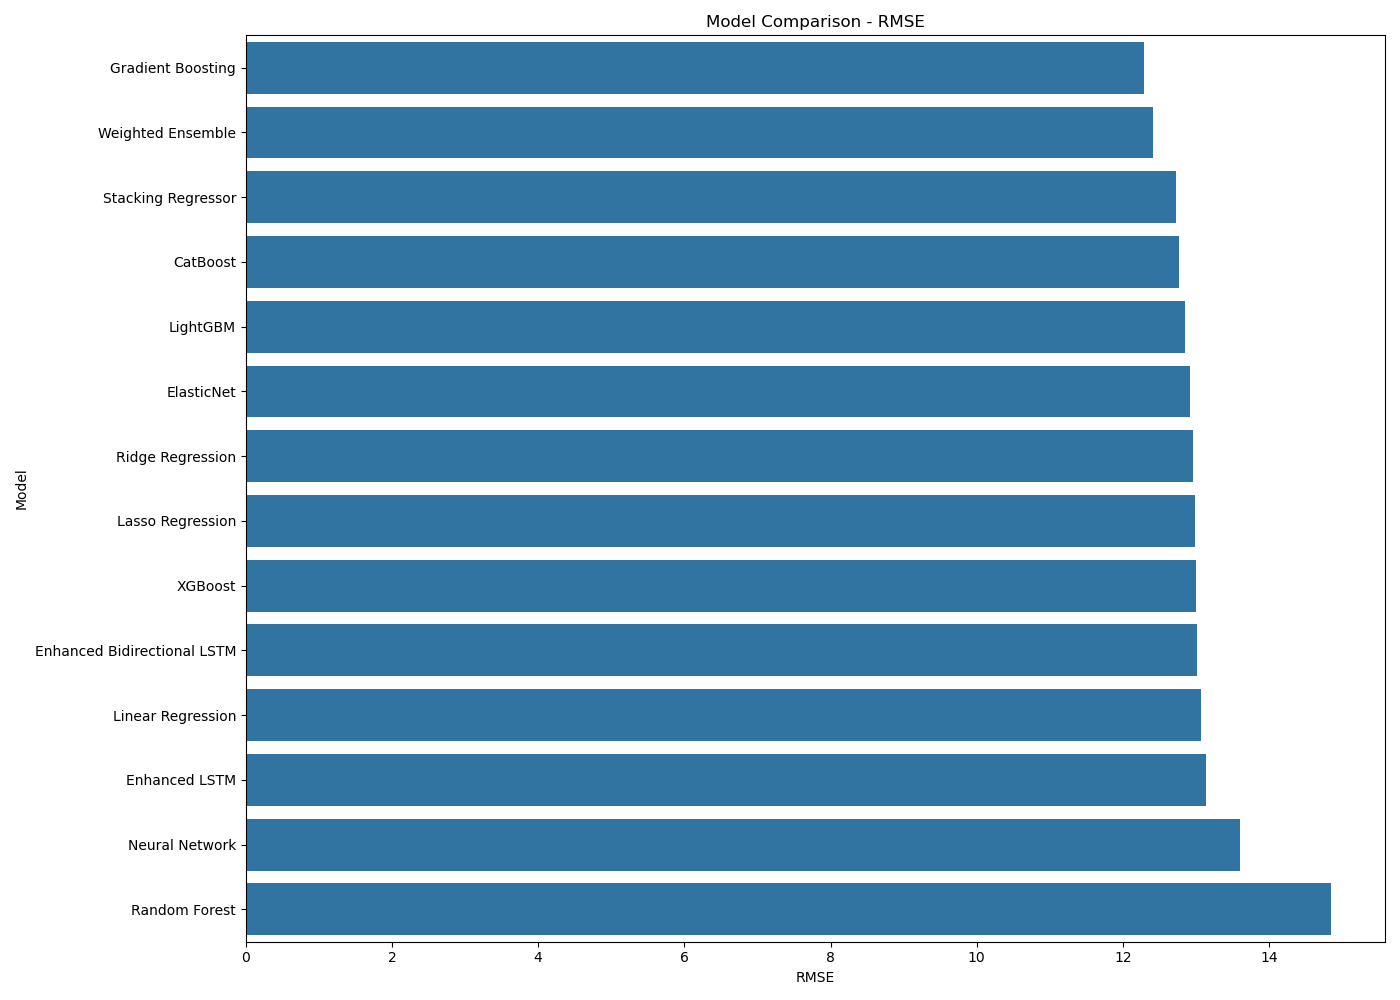 Model Comparison - RMSE
Gradient Boosting
Weighted Ensemble
Stacking Regressor
CatBoost
LightGBM
ElasticNet
Ridge Regression
Lasso Regression
XGBoost
Enhanced Bidirectional LSTM
Linear Regression
Enhanced LSTM
Neural Network
Random Forest
Model
0 2 4 6 8 10 12 14
RMSE